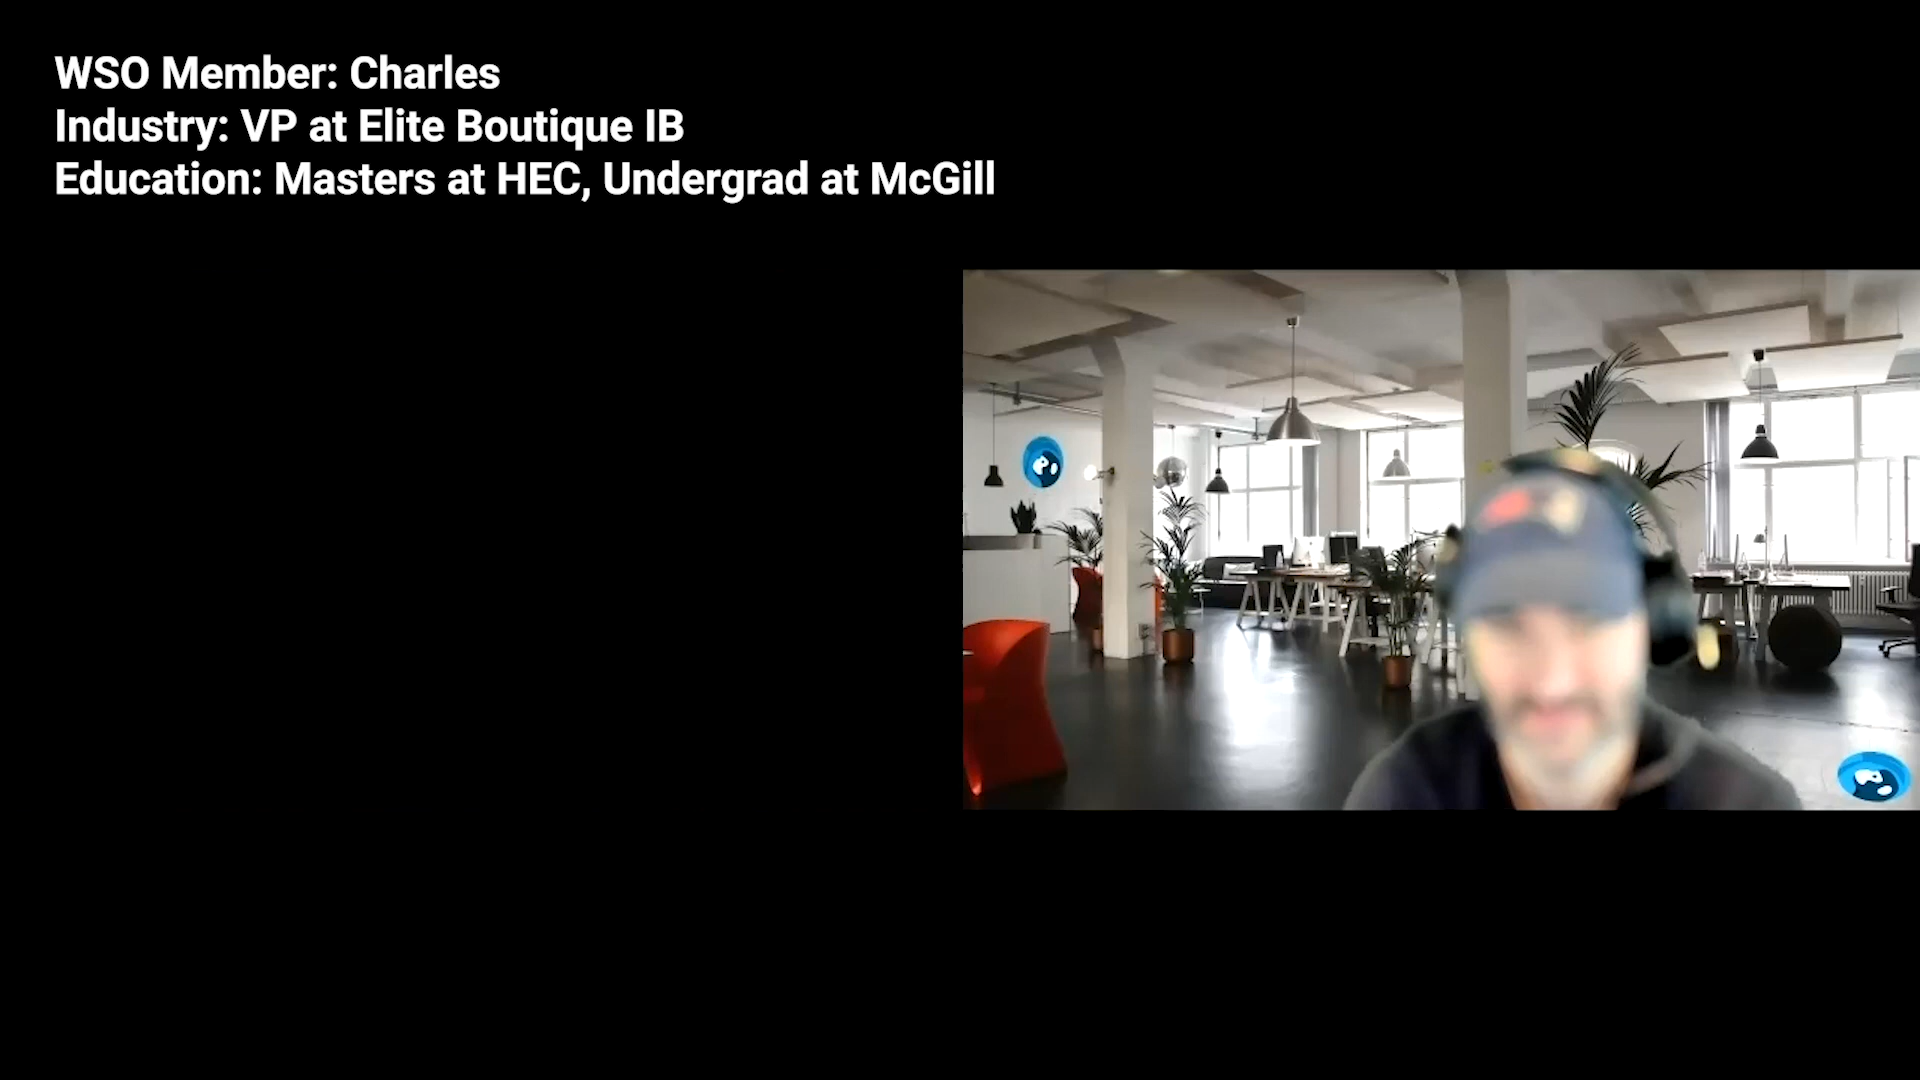 WSO Member: Charles
Industry: VP at Elite Boutique IB
Education: Masters at HEC, Undergrad at McGill